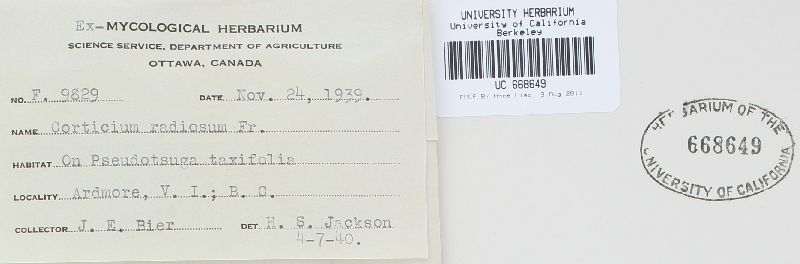 Ex-MYCOLOGICAL HERBARIUM
SCIENCE SERVICE, DEPARTMENT OF AGRICULTURE
OTTAWA, CANADA
NO. F. 9829 DATE Nov. 24, 1939.
NAME Corticium radiosum Fr.
HABITAT On Pseudotsuga taxifolia
LOCALITY Ardmore, V. I.; B. C.
COLLECTOR J. E. Bier DET H. S. Jackson
4-7-40.
UNIVERSITY HERBARIUM
University of California
Berkeley
UC 668649
HERBARIUM OF THE
668649
UNIVERSITY OF CALIFORNIA